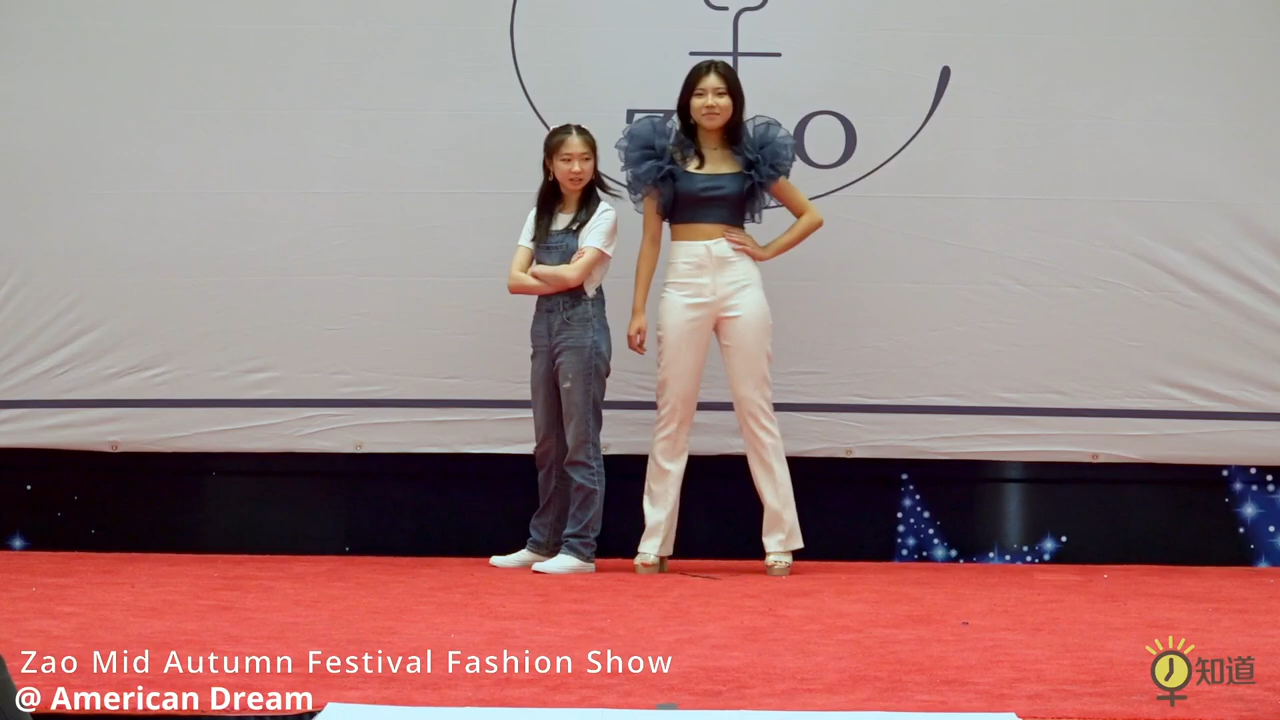 Zao Mid Autumn Festival Fashion Show
@ American Dream
知道